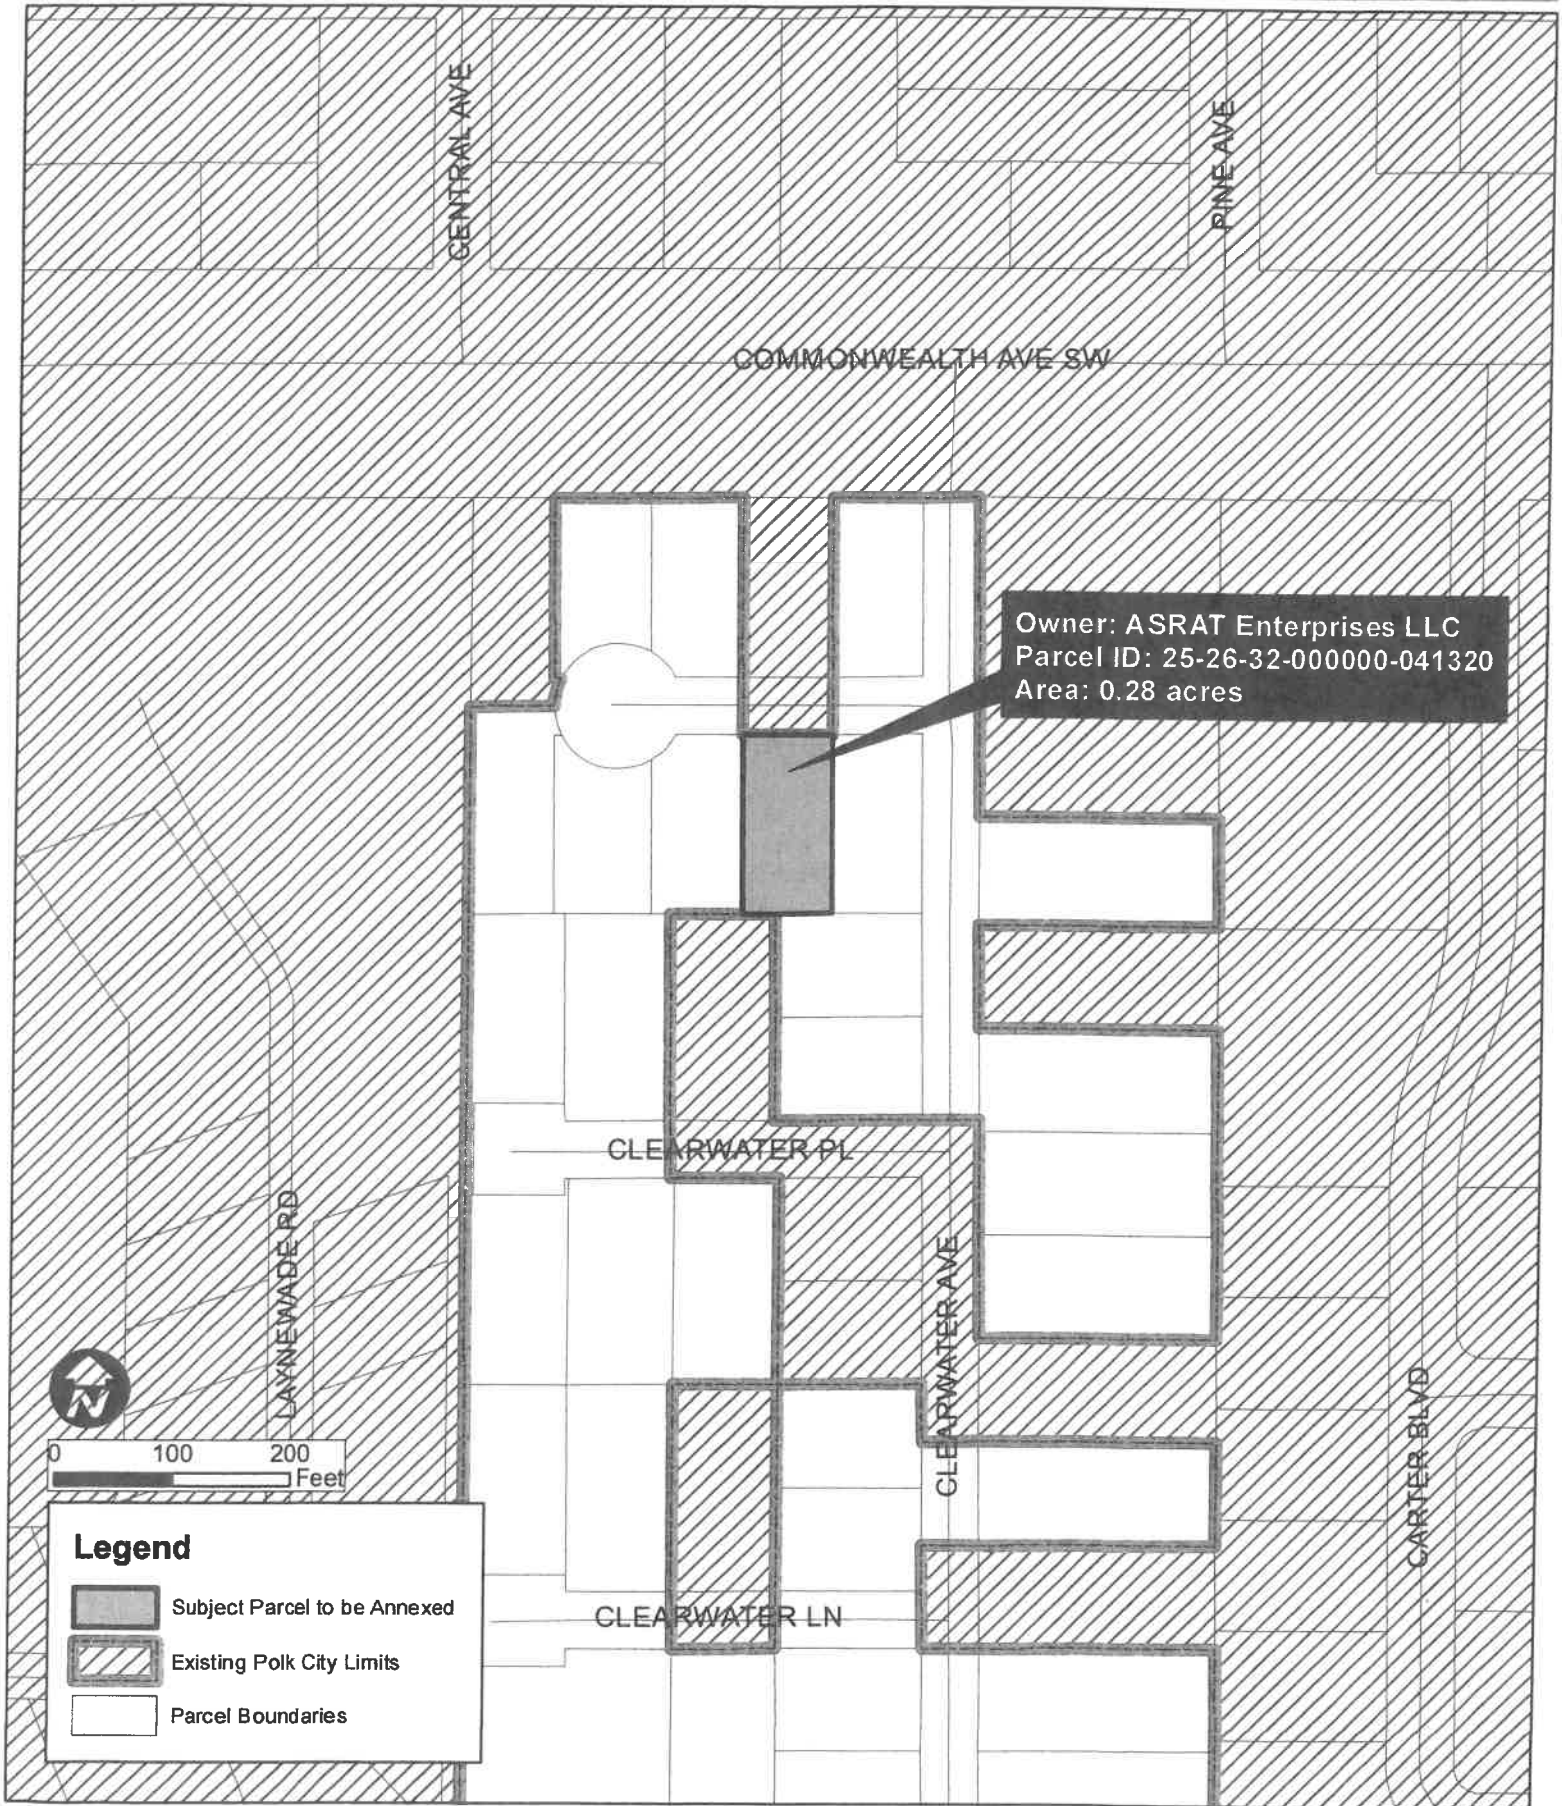 CENTRAL AVE
PINE AVE
COMMONWEALTH AVE SW
Owner: ASRAT Enterprises LLC
Parcel ID: 25-26-32-000000-041320
Area: 0.28 acres
CLEARWATER PL
LAYNEWADE RD
CLEARWATER AVE
CARTER BLVD
N
0 100 200
Feet
Legend
Subject Parcel to be Annexed
Existing Polk City Limits
Parcel Boundaries
CLEARWATER LN